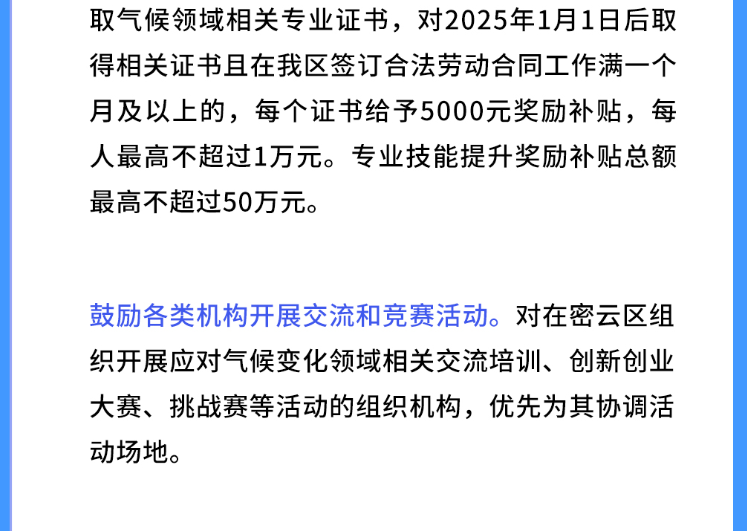 取气候领域相关专业证书，对2025年1月1日后取
得相关证书且在我区签订合法劳动合同工作满一个
月及以上的，每个证书给予5000元奖励补贴，每
人最高不超过1万元。专业技能提升奖励补贴总额
最高不超过50万元。
鼓励各类机构开展交流和竞赛活动。对在密云区组
织开展应对气候变化领域相关交流培训、创新创业
大赛、挑战赛等活动的组织机构，优先为其协调活
动场地。